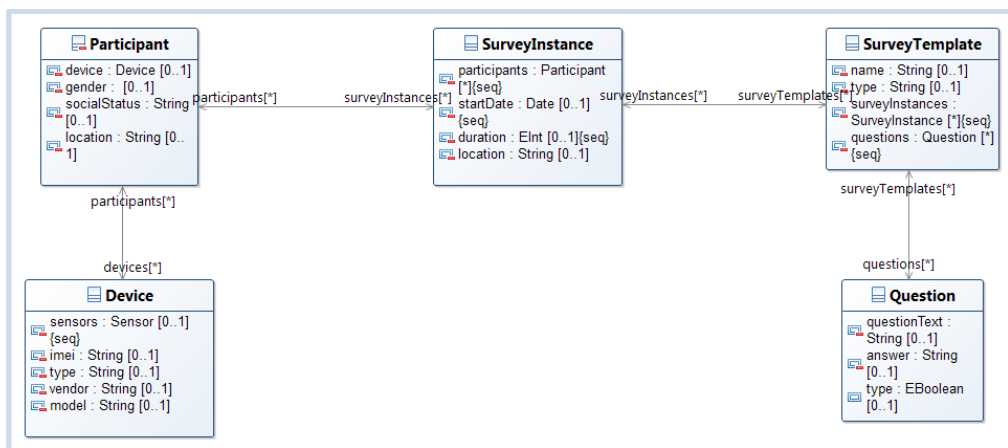 Participant
device : Device [0..1]
gender :  [0..1]
socialStatus : String
[0..1]
location : String [0..
1]
participants[*]
surveyInstances[*]
SurveyInstance
participants : Participant
[*]{seq}
startDate : Date [0..1]
{seq}
duration : EInt [0..1]{seq}
location : String [0..1]
surveyInstances[*]
surveyTemplates[*]
SurveyTemplate
name : String [0..1]
type : String [0..1]
surveyInstances :
SurveyInstance [*]{seq}
questions : Question [*]
{seq}
participants[*]
devices[*]
surveyTemplates[*]
questions[*]
Device
sensors : Sensor [0..1]
{seq}
imei : String [0..1]
type : String [0..1]
vendor : String [0..1]
model : String [0..1]
Question
questionText :
String [0..1]
answer : String
[0..1]
type : EBoolean
[0..1]